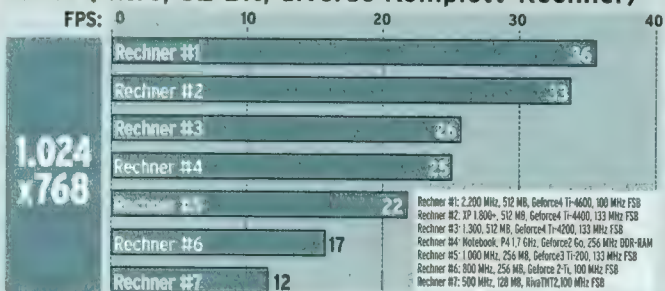 32 Bit, diverse Komplett-Rechner)
FPS: 0 10 20 30 40
1.024
x768
Rechner #1 36
Rechner #2 33
Rechner #3 26
Rechner #4 25
Rechner #5 22
Rechner #6 17
Rechner #7 12
Rechner #1: 2.200 MHz, 512 MB, Geforce4 Ti-4600, 100 MHz FSB
Rechner #2: XP 1.800+, 512 MB, Geforce4 Ti-4400, 133 MHz FSB
Rechner #3: 1.300, 512 MB, Geforce4 Ti-4200, 133 MHz FSB
Rechner #4: Notebook, P4 1,7 GHz, Geforce2 Go, 256 MHz DDR-RAM
Rechner #5: 1.000 MHz, 256 MB, Geforce3 Ti-200, 133 MHz FSB
Rechner #6: 800 MHz, 256 MB, Geforce 2-Ti, 100 MHz FSB
Rechner #7: 500 MHz, 128 MB, RivaTNT2, 100 MHz FSB